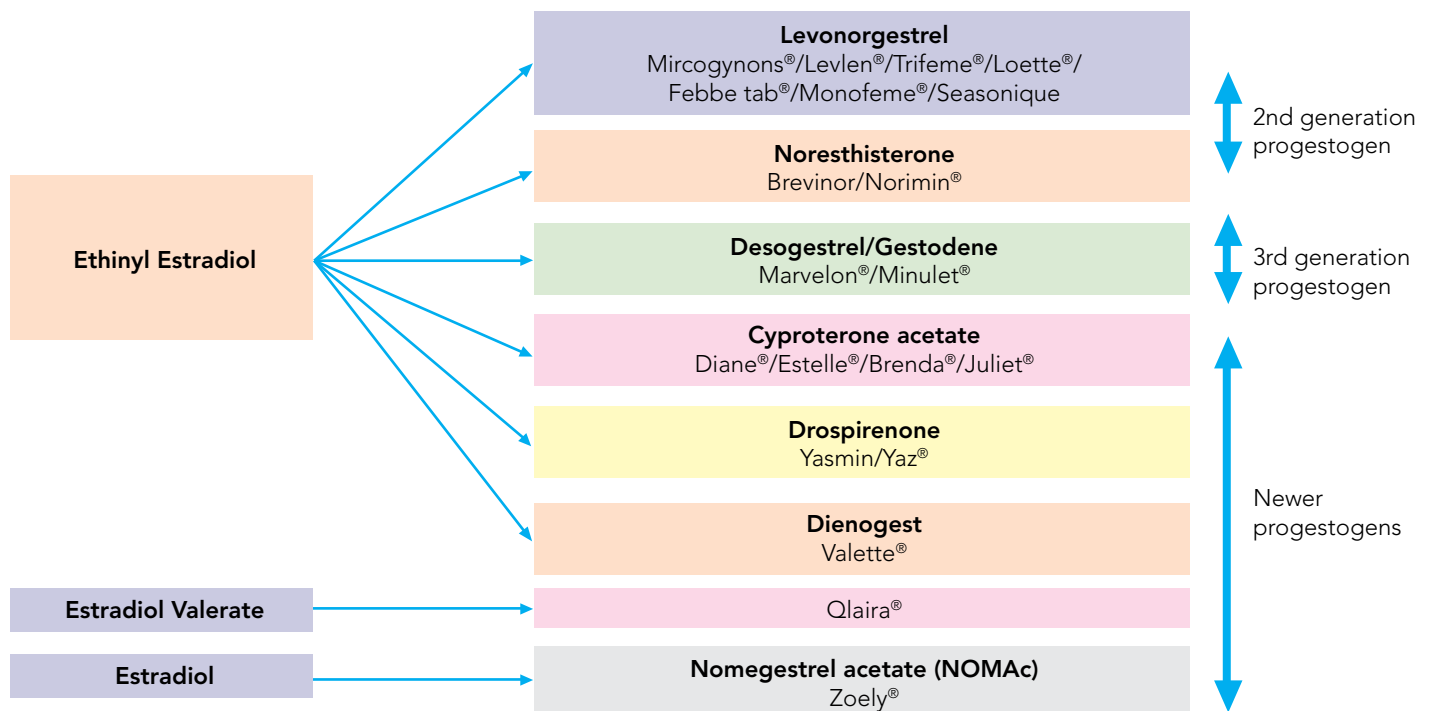 Levonorgestrel
Mircogynons®/Levlen®/Trifeme®/Loette®/
Febbe tab®/Monofeme®/Seasonique
2nd generation
progestogen
Noresthisterone
Brevinor/Norimin®
Ethinyl Estradiol
Desogestrel/Gestodene
Marvelon®/Minulet®
3rd generation
progestogen
Cyproterone acetate
Diane®/Estelle®/Brenda®/Juliet®
Drospirenone
Yasmin/Yaz®
Newer
progestogens
Dienogest
Valette®
Estradiol Valerate
Qlaira®
Estradiol
Nomegestrel acetate (NOMAc)
Zoely®